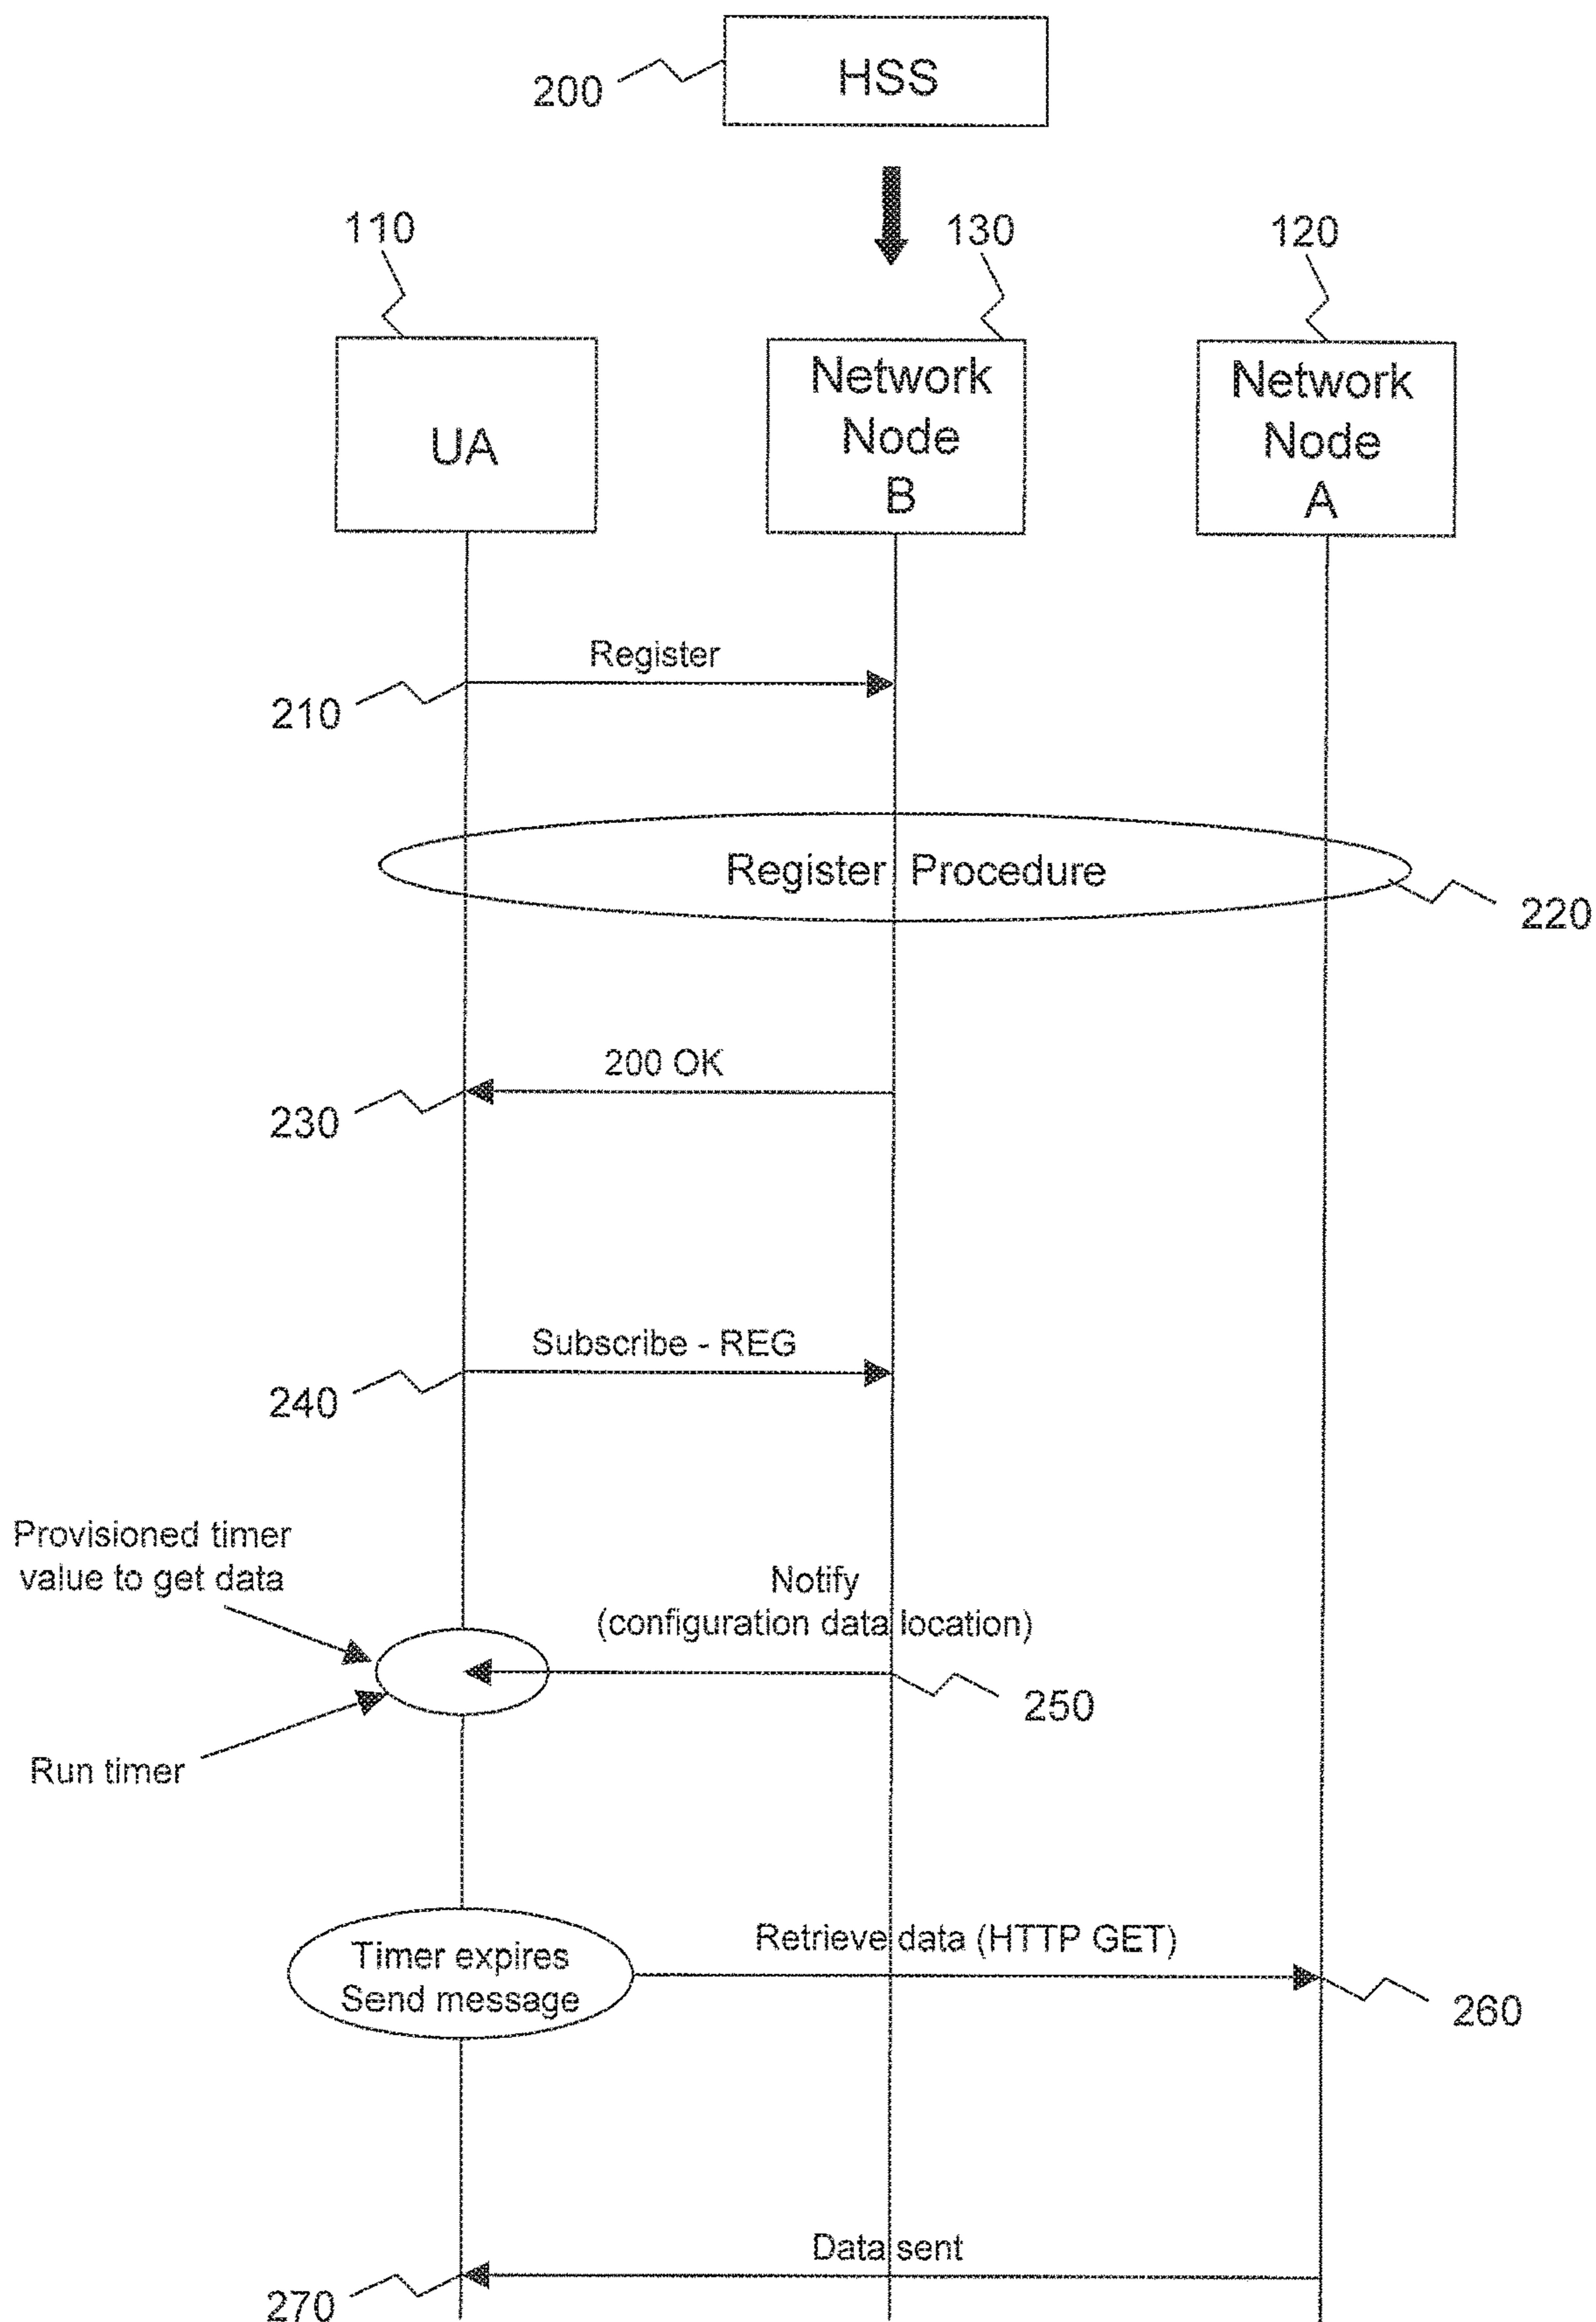 HSS
200
110
130
120
UA
Network
Node
B
Network
Node
A
Register
210
Register Procedure
220
200 OK
230
Subscribe - REG
240
Provisioned timer
value to get data
Notify
(configuration data location)
250
Run timer
Timer expires
Send message
Retrieve data (HTTP GET)
260
Data sent
270